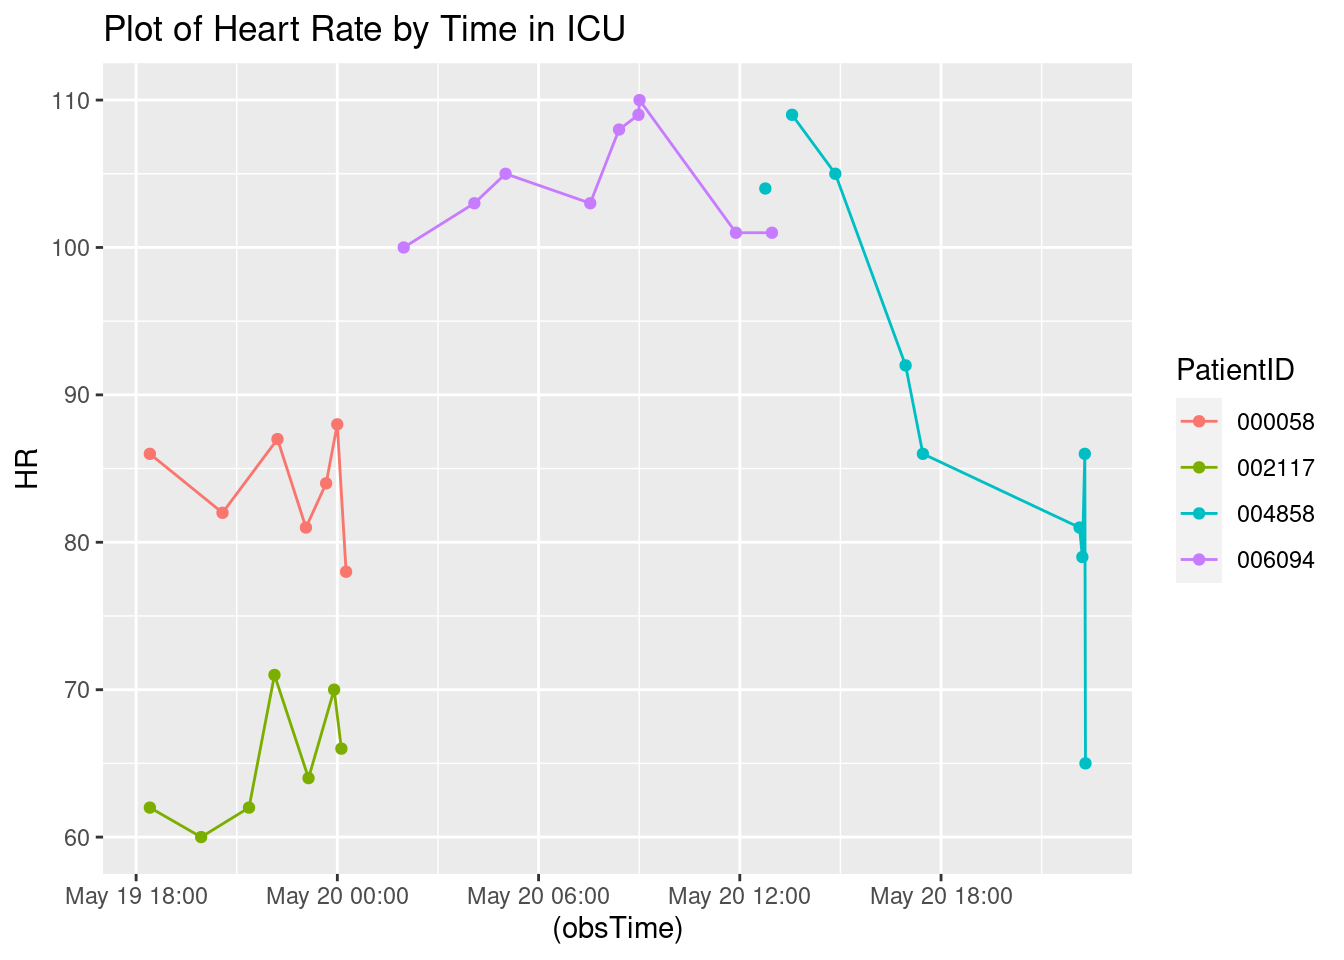 Plot of Heart Rate by Time in ICU
110
100
90
80
70
60
HR
May 19 18:00 May 20 00:00 May 20 06:00 May 20 12:00 May 20 18:00
(obsTime)
PatientID
000058
002117
004858
006094